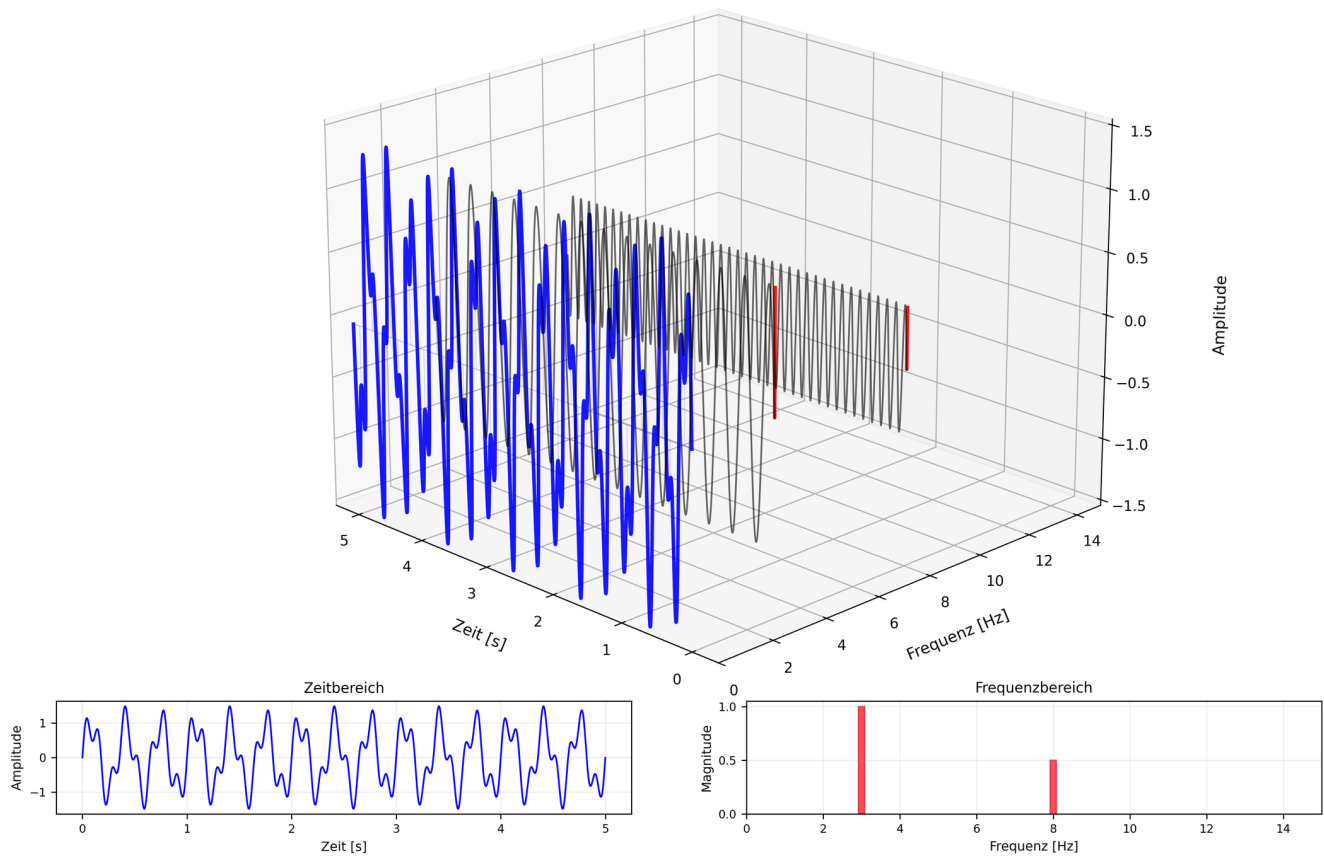 1.5
1.0
0.5
0.0
−0.5
−1.0
−1.5
Amplitude
5
4
3
2
1
0
Zeit [s]
0
2
4
6
8
10
12
14
Frequenz [Hz]
Zeitbereich
Amplitude
1
0
−1
0 1 2 3 4 5
Zeit [s]
Frequenzbereich
Magnitude
1.0
0.5
0.0
0 2 4 6 8 10 12 14
Frequenz [Hz]